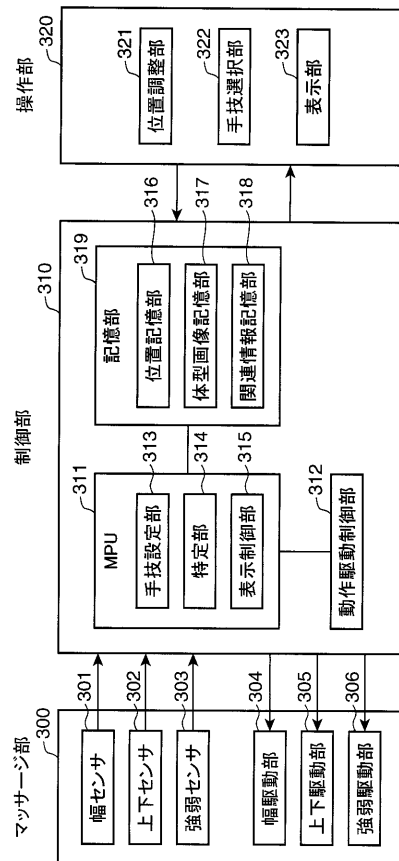 マッサージ部
300
幅センサ
301
上下センサ
302
強弱センサ
303
幅駆動部
304
上下駆動部
305
強弱駆動部
306
制御部
310
311
MPU
手技設定部
313
特定部
314
表示制御部
315
動作駆動制御部
312
記憶部
319
位置記憶部
316
体型画像記憶部
317
関連情報記憶部
318
操作部
320
位置調整部
321
手技選択部
322
表示部
323